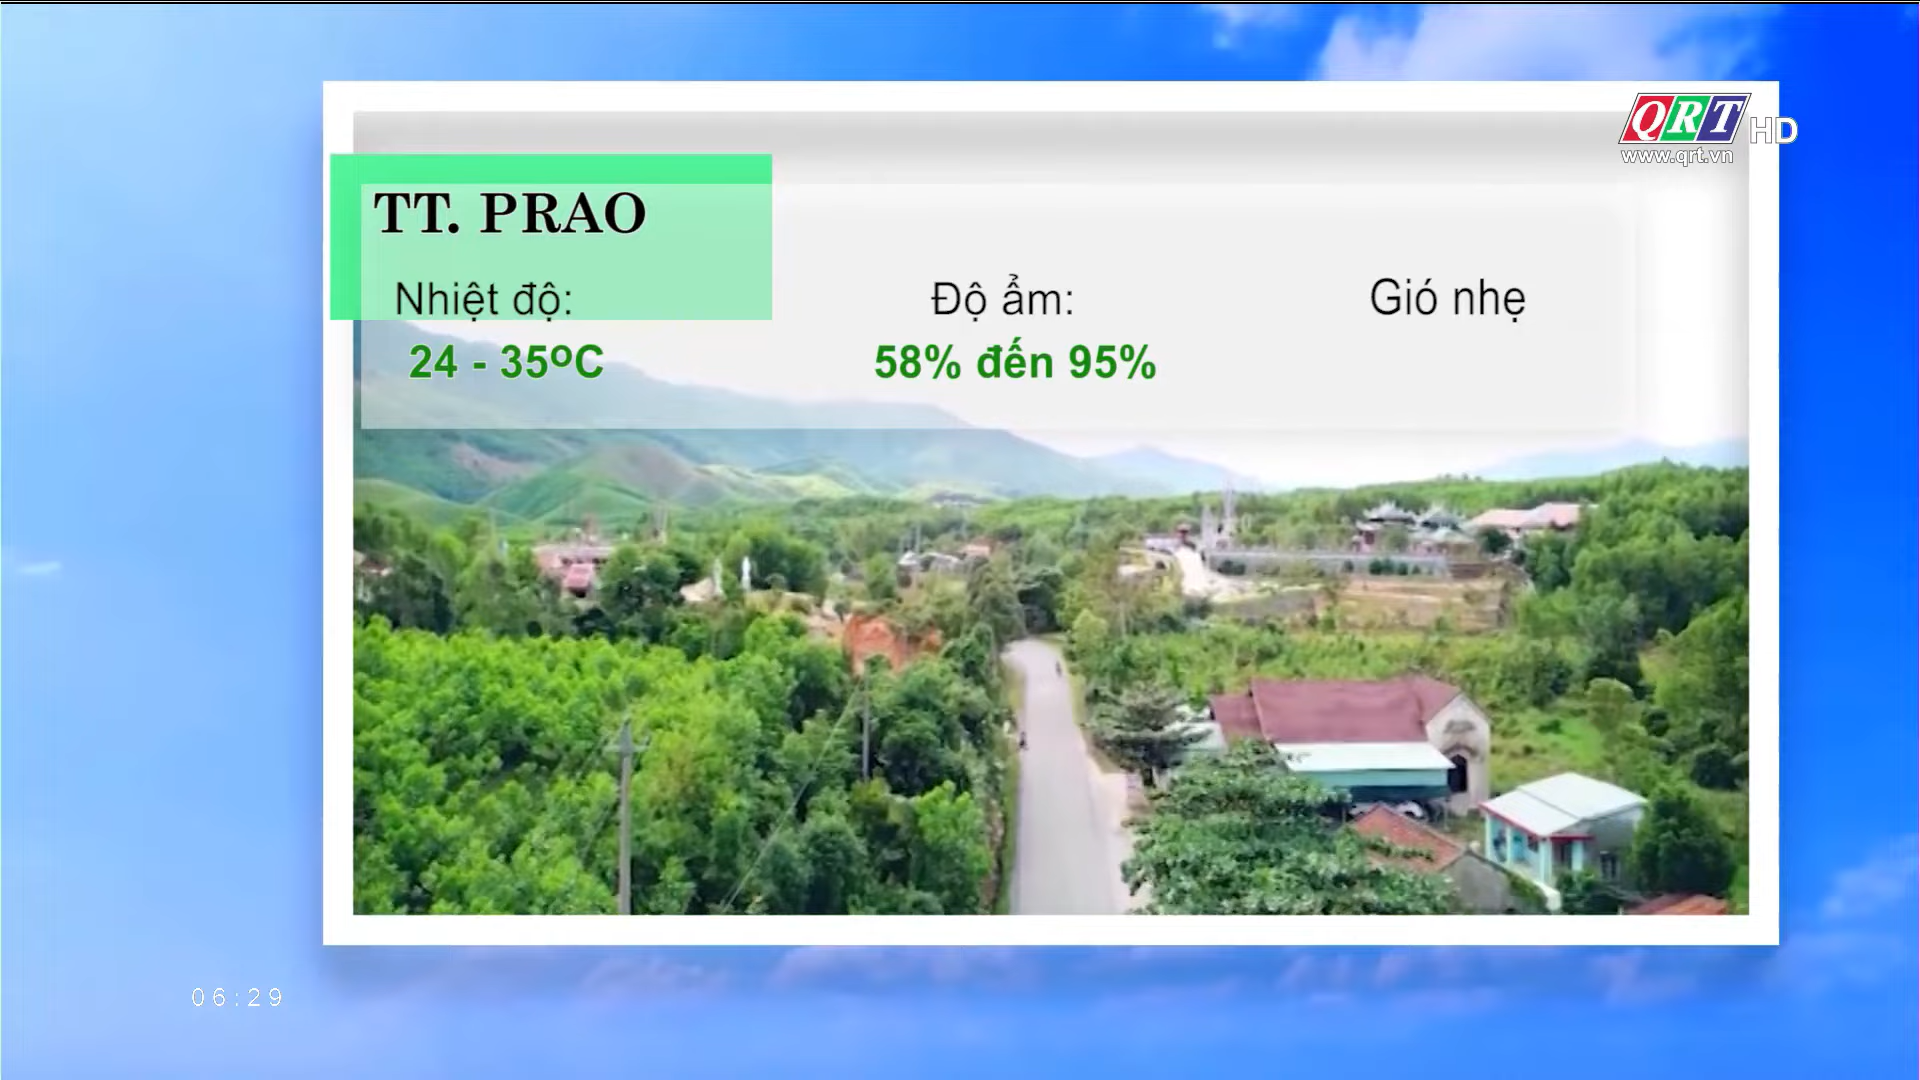 QRT HD
www.qrt.vn
TT. PRAO
Nhiệt độ:
24 - 35ºC
Độ ẩm:
58% đến 95%
Gió nhẹ
06:29